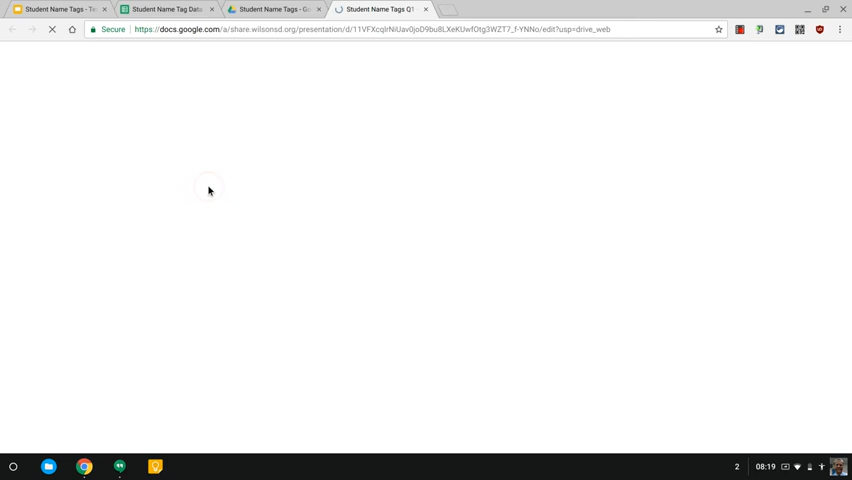 Student Name Tags - Te
Student Name Tag Data
Student Name Tags - Go
Student Name Tags Q1
Secure
https://docs.google.com/a/share.wilsonsd.org/presentation/d/11VFXcqIrNiUav0joD9bu8LXeKUwfOtg3WZT7_f-YNNo/edit?usp=drive_web
2
08:19